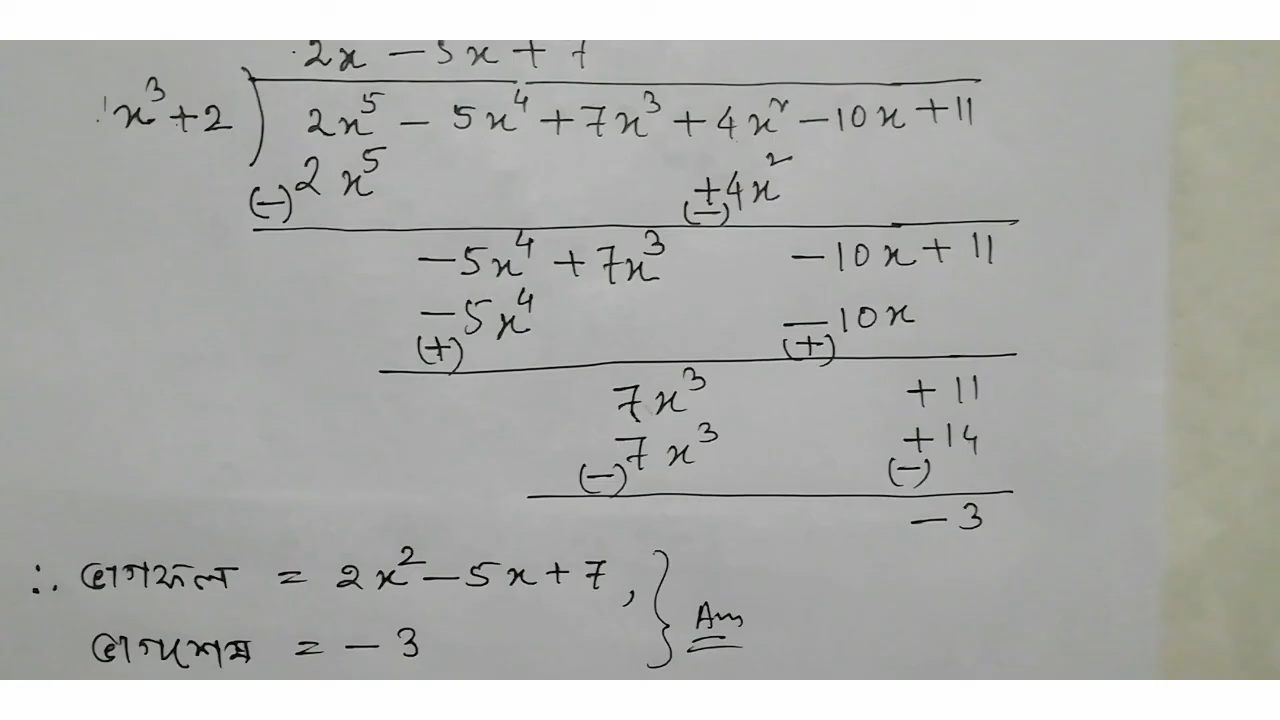 2x - 5x + 7
x³ + 2 ) 2x⁵ - 5x⁴ + 7x³ + 4x² - 10x + 11
(-) 2x⁵ + 4x² (-)
- 5x⁴ + 7x³ - 10x + 11
- 5x⁴ - 10x
(+) (+)
7x³ + 11
7x³ + 14
(-) (-)
- 3
∴ ভাগফল = 2x² - 5x + 7,
ভাগশেষ = - 3 } Ans